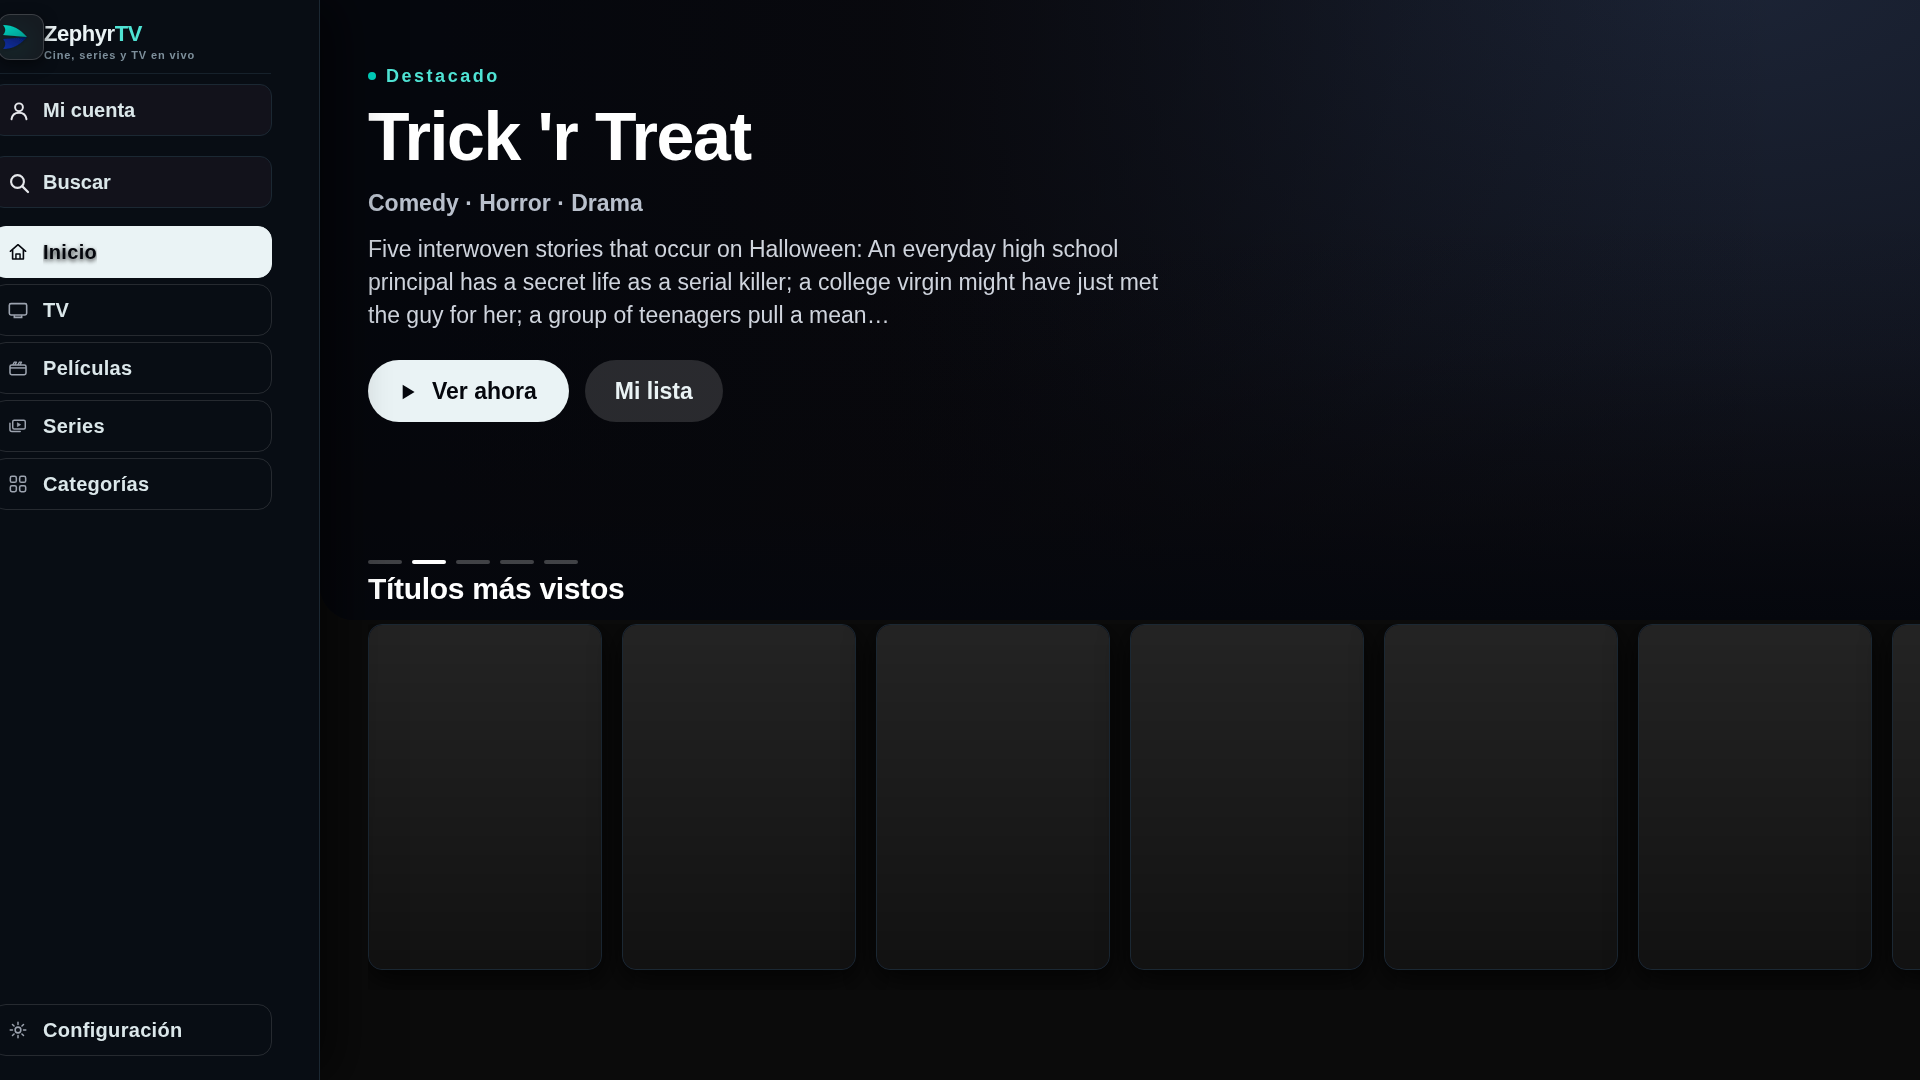 ZephyrTV
Cine, series y TV en vivo
Mi cuenta
Buscar
Inicio
TV
Películas
Series
Categorías
Configuración
Destacado
Trick 'r Treat
Comedy · Horror · Drama
Five interwoven stories that occur on Halloween: An everyday high school
principal has a secret life as a serial killer; a college virgin might have just met
the guy for her; a group of teenagers pull a mean…
Ver ahora
Mi lista
Títulos más vistos